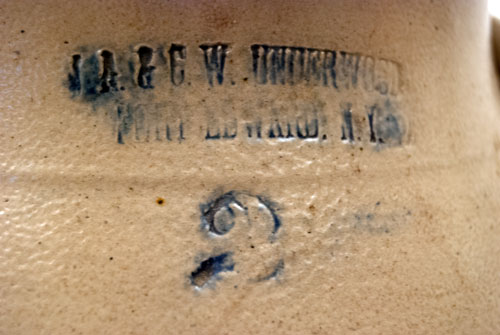 J. A. & C. W. UNDERWOOD
FORT EDWARD, N.Y.
2